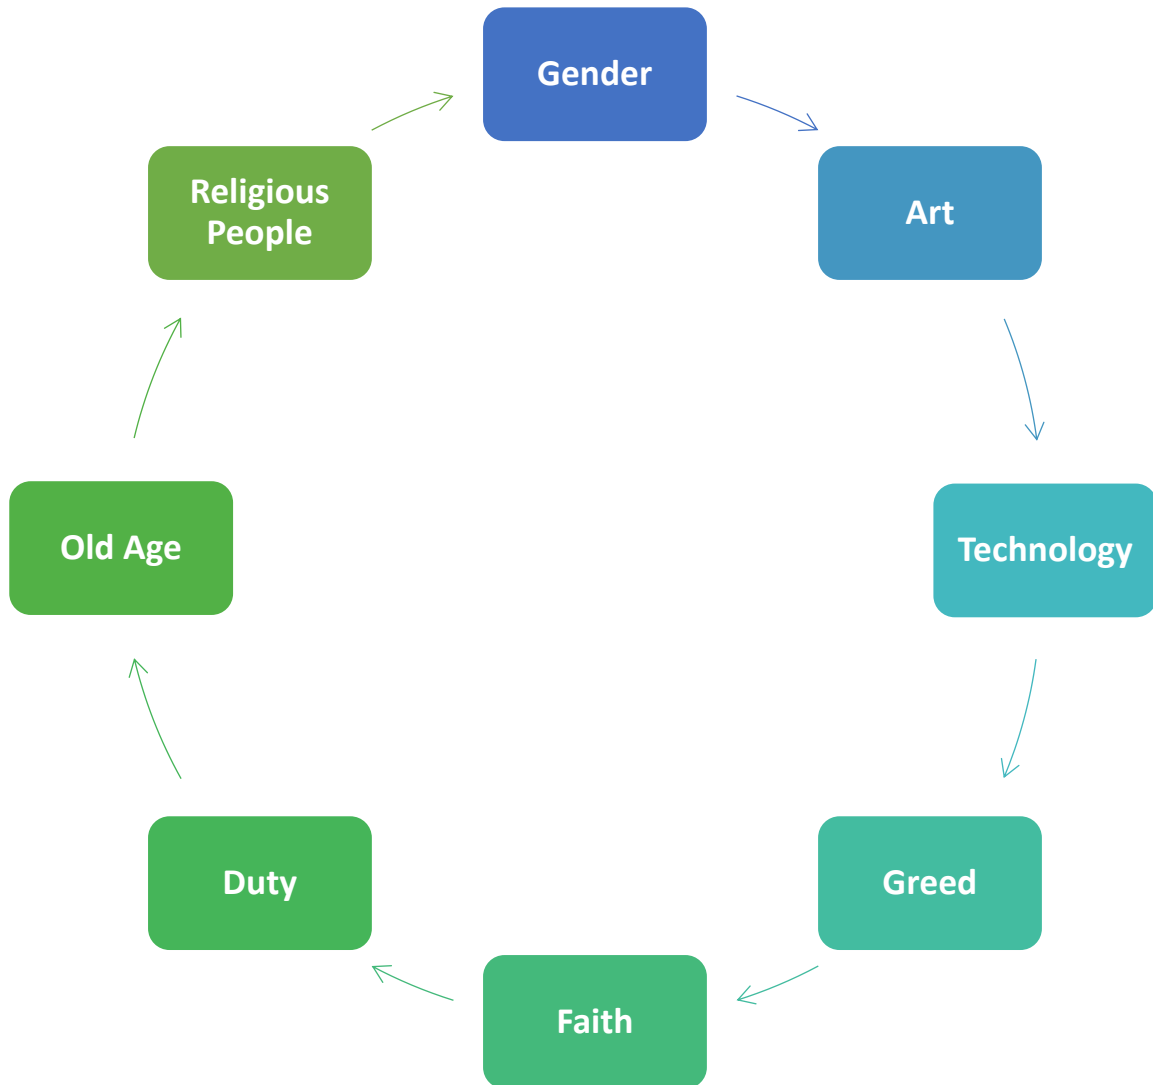 Gender
Art
Technology
Greed
Faith
Duty
Old Age
Religious
People